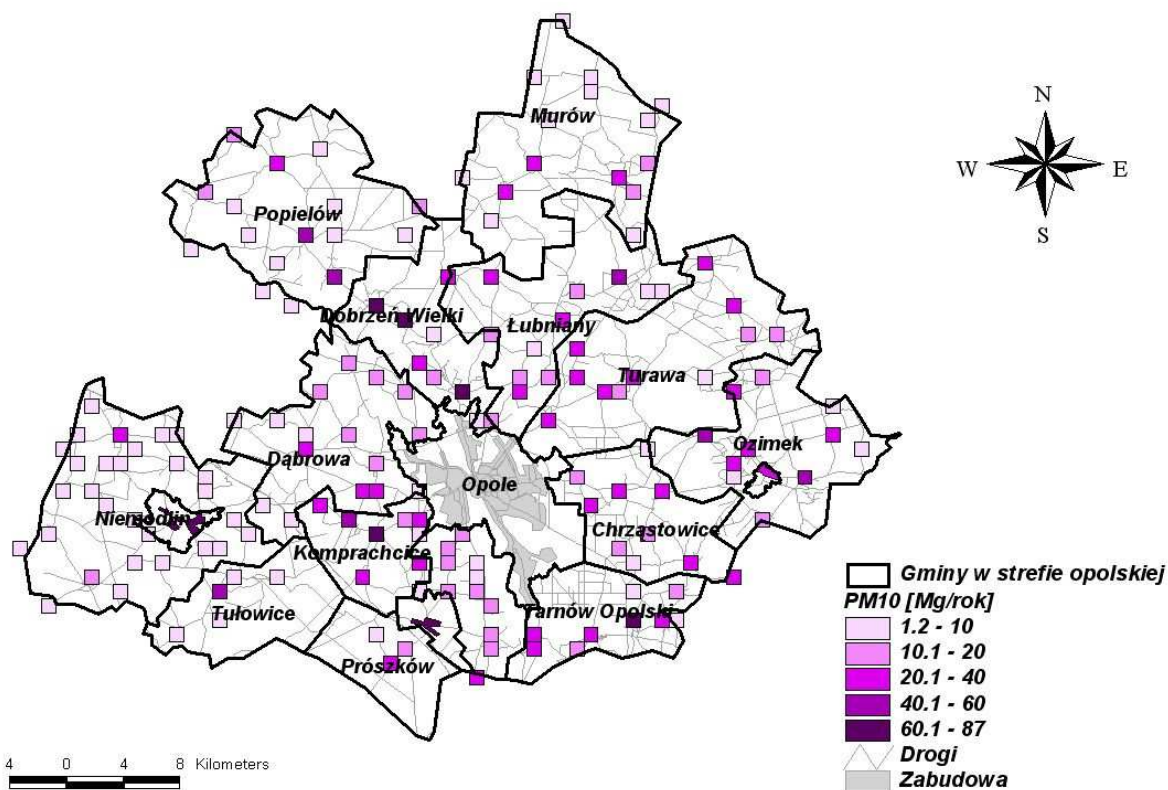 N
W E
S
Murów
Popielów
Dobrzeń Wielki
Łubniany
Turawa
Ozimek
Dąbrowa
Opole
Niemodlin
Chrząstowice
Komprachcice
Tułowice
Tarnów Opolski
Prószków
Gminy w strefie opolskiej
PM10 [Mg/rok]
1.2 - 10
10.1 - 20
20.1 - 40
40.1 - 60
60.1 - 87
Drogi
Zabudowa
4 0 4 8 Kilometers